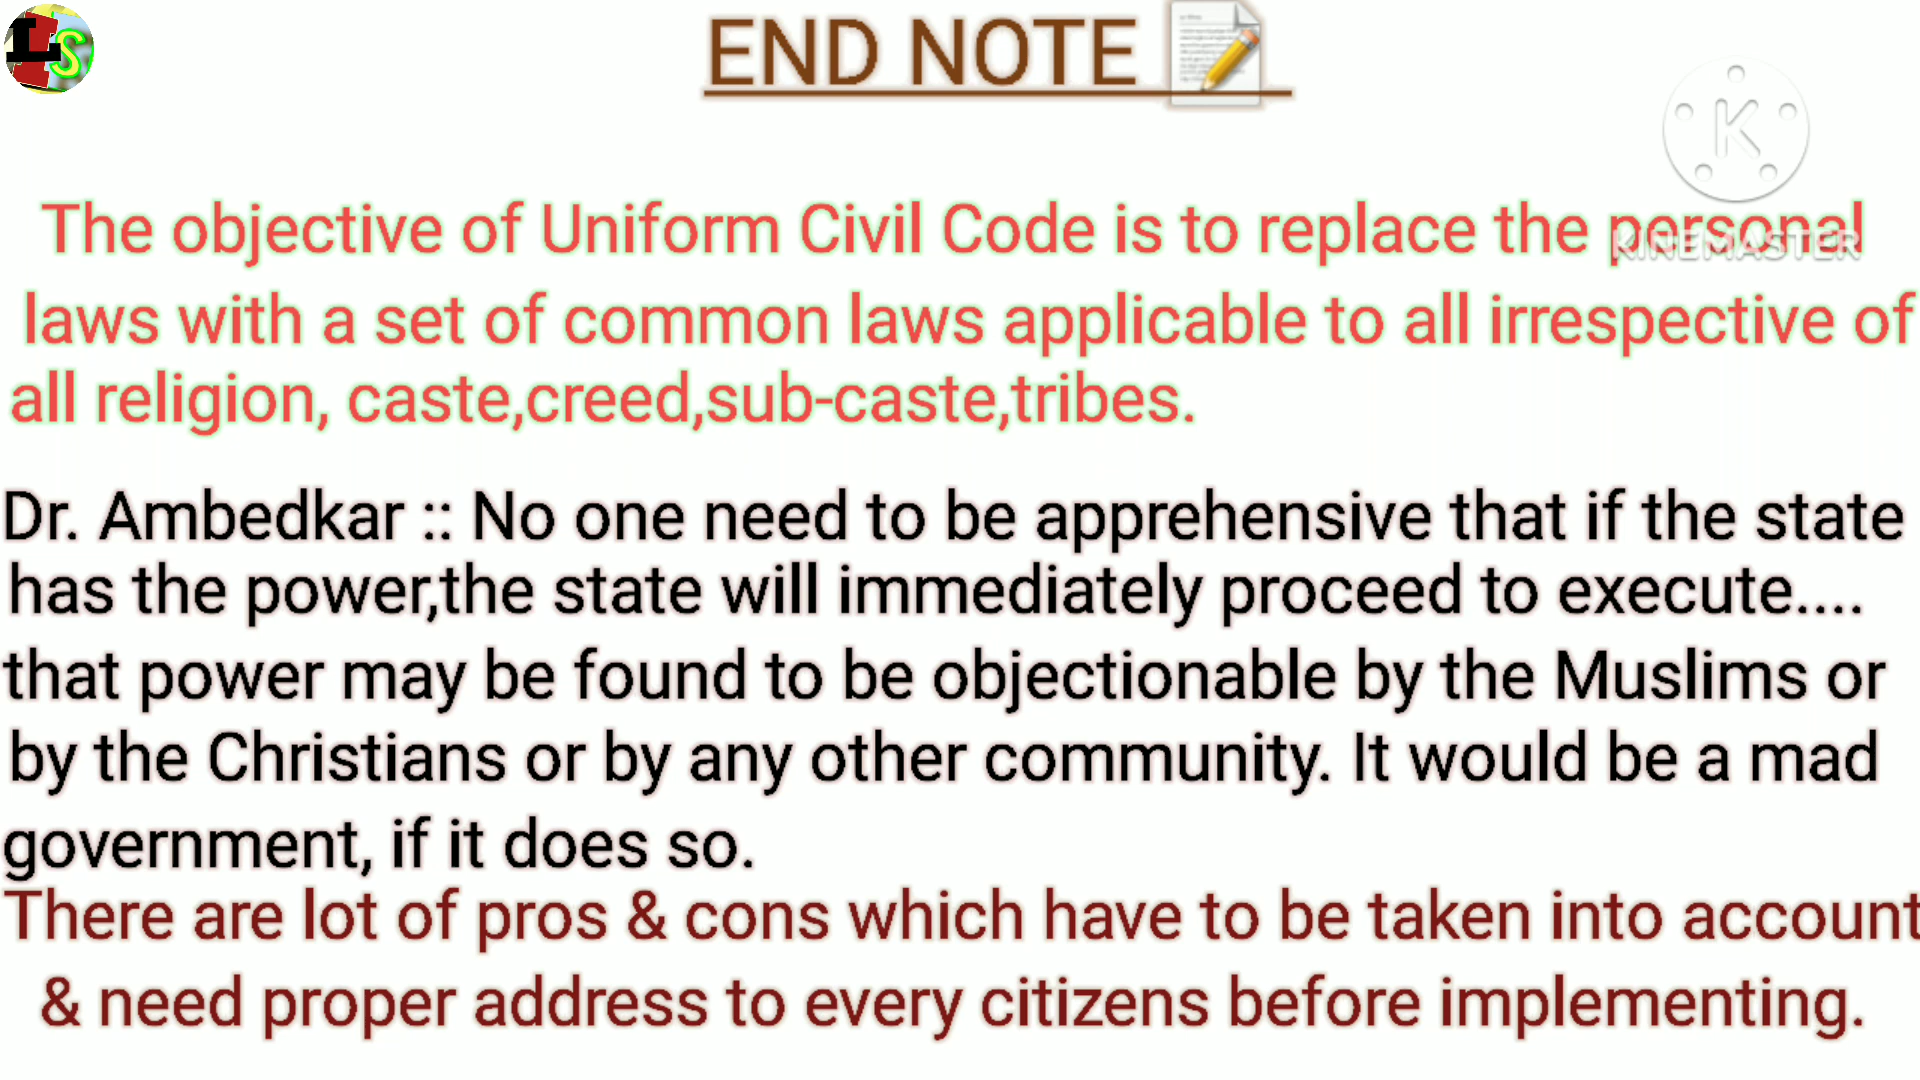 LS
END NOTE 📝
K
The objective of Uniform Civil Code is to replace the personal
KINEMASTER
laws with a set of common laws applicable to all irrespective of
all religion, caste,creed,sub-caste,tribes.
Dr. Ambedkar :: No one need to be apprehensive that if the state
has the power,the state will immediately proceed to execute....
that power may be found to be objectionable by the Muslims or
by the Christians or by any other community. It would be a mad
government, if it does so.
There are lot of pros & cons which have to be taken into account
& need proper address to every citizens before implementing.